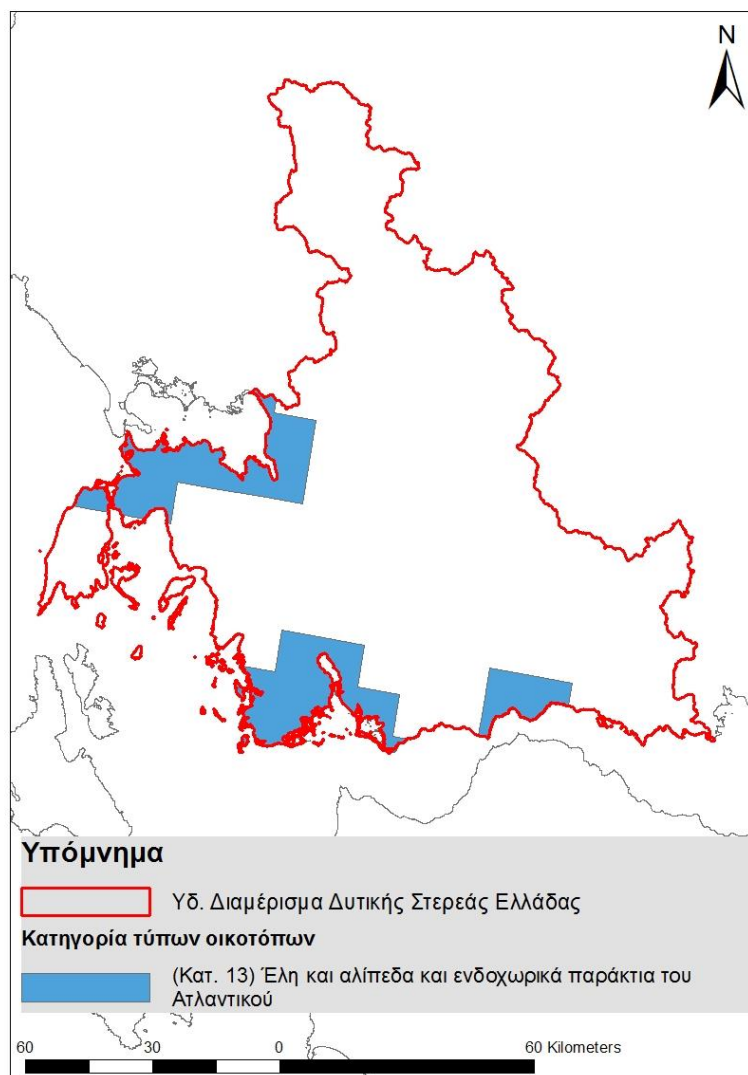 N
Υπόμνημα
Υδ. Διαμέρισμα Δυτικής Στερεάς Ελλάδας
Κατηγορία τύπων οικοτόπων
(Κατ. 13) Έλη και αλίπεδα και ενδοχωρικά παράκτια του
Ατλαντικού
60 30 0 60 Kilometers